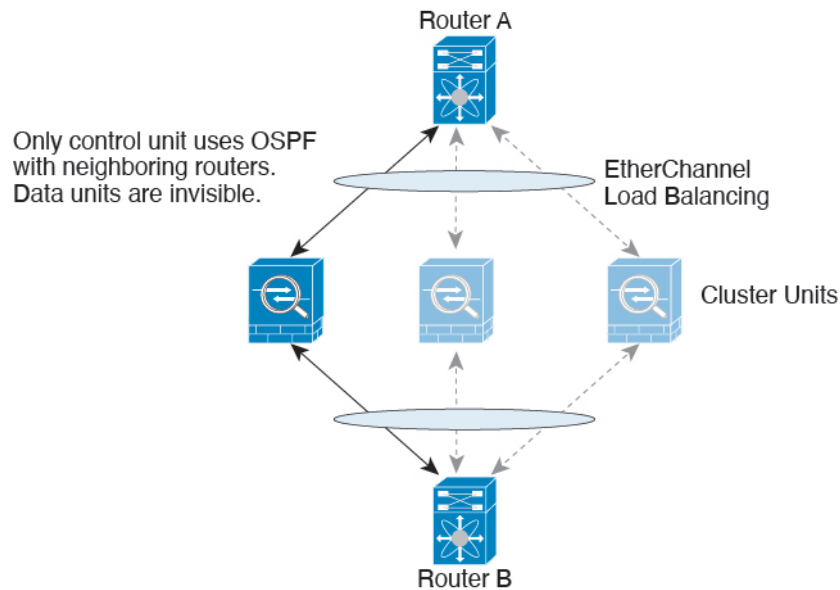 Router A
Only control unit uses OSPF
with neighboring routers.
Data units are invisible.
EtherChannel
Load Balancing
Cluster Units
Router B